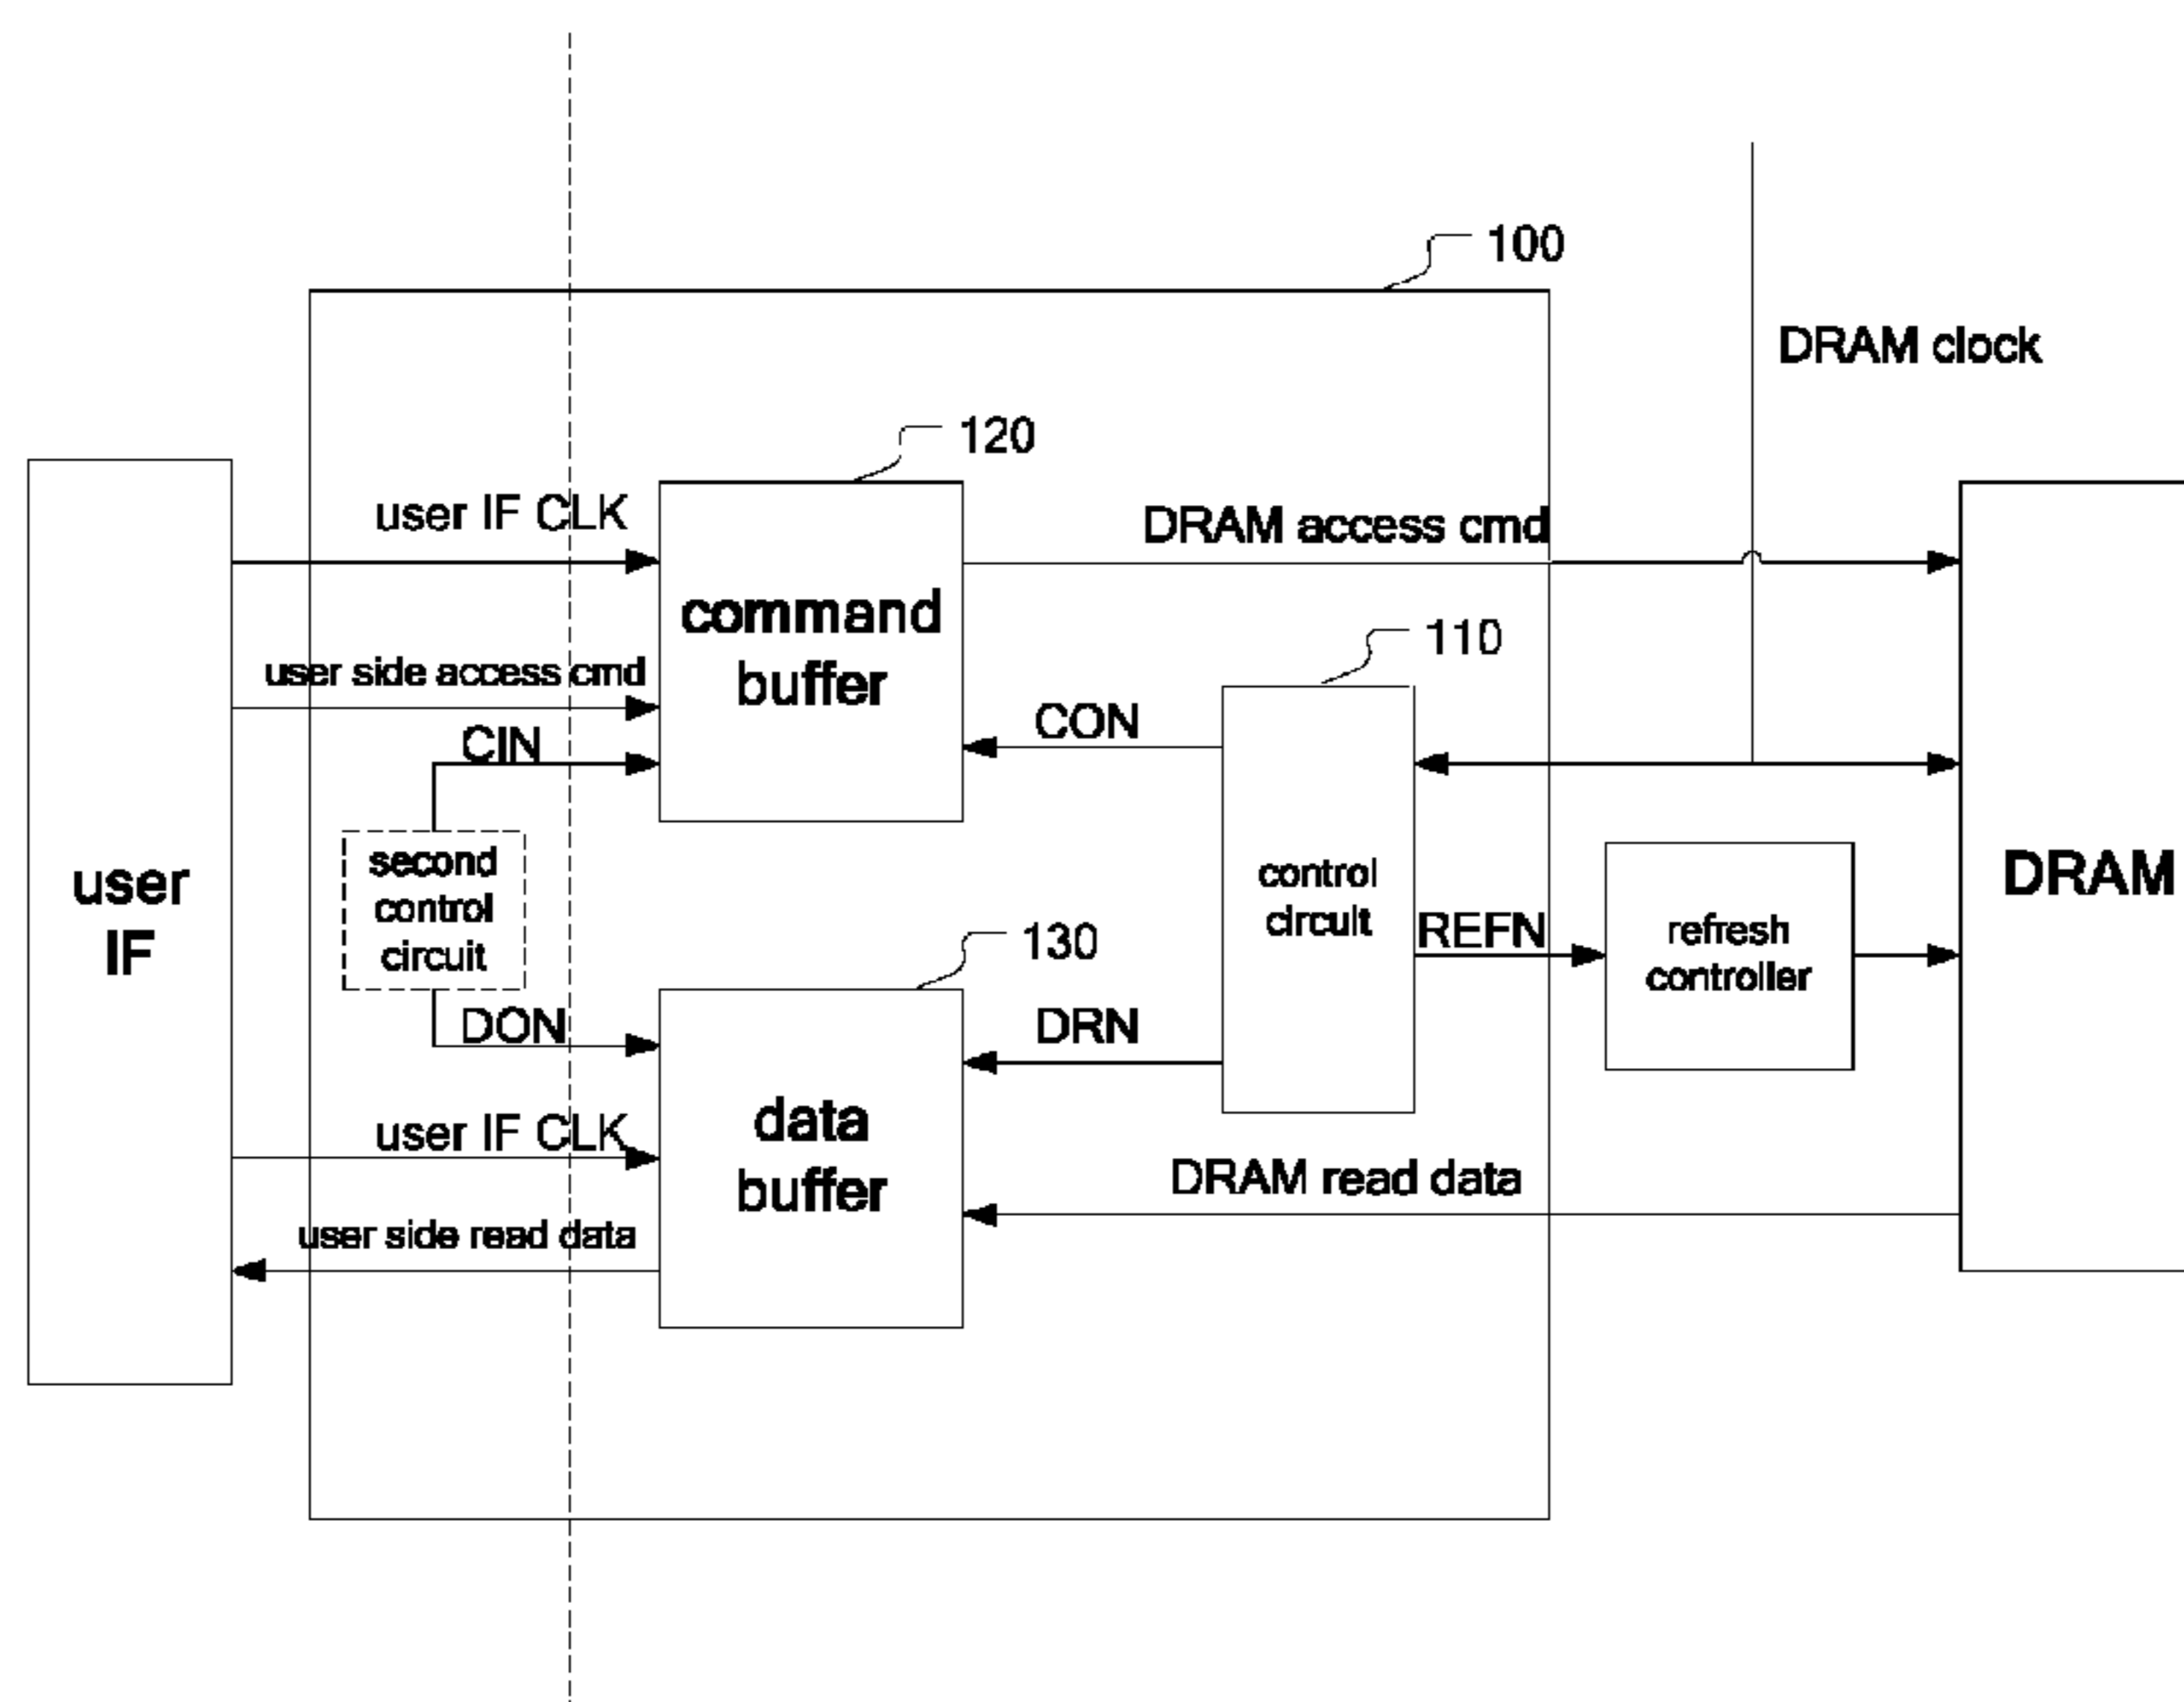 100
DRAM clock
120
user IF CLK
DRAM access cmd
command
buffer
110
user side access cmd
CIN
CON
second
control
circuit
user
IF
control
circuit
DRAM
REFN
refresh
controller
130
DON
DRN
data
buffer
user IF CLK
DRAM read data
user side read data